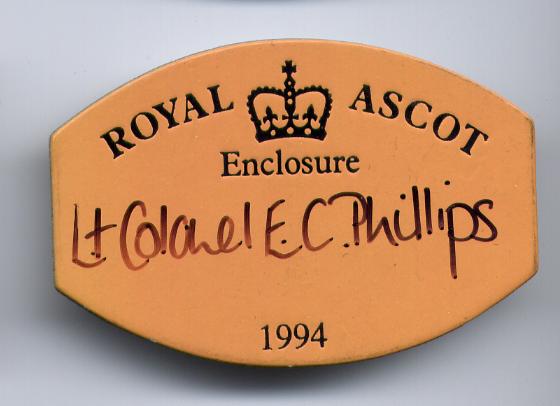 ROYAL ASCOT
Enclosure
Lt Colonel E.C. Phillips
1994